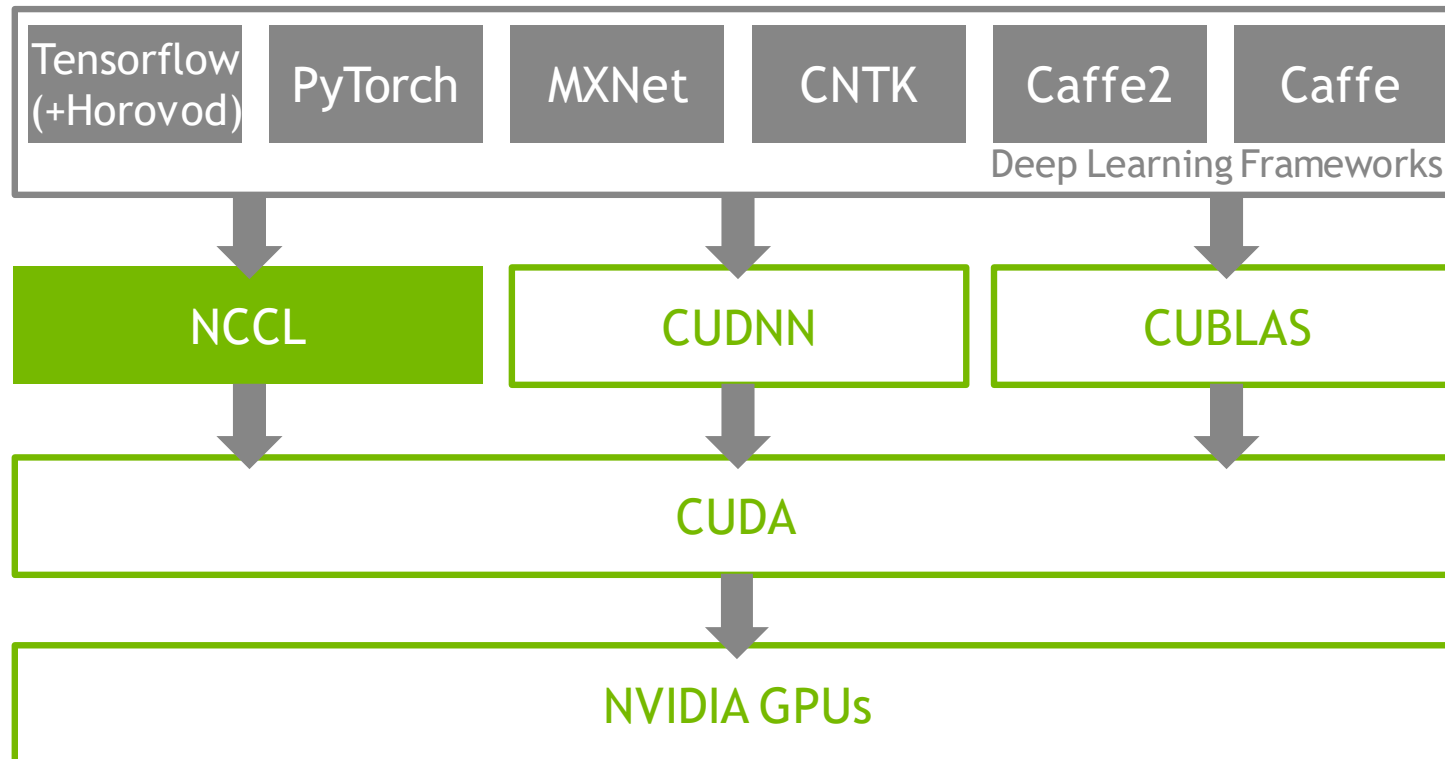 Tensorflow
(+Horovod)
PyTorch
MXNet
CNTK
Caffe2
Caffe
Deep Learning Frameworks
NCCL
CUDNN
CUBLAS
CUDA
NVIDIA GPUs